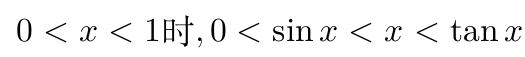 0 < x < 1时, 0 < sin x < x < tan x